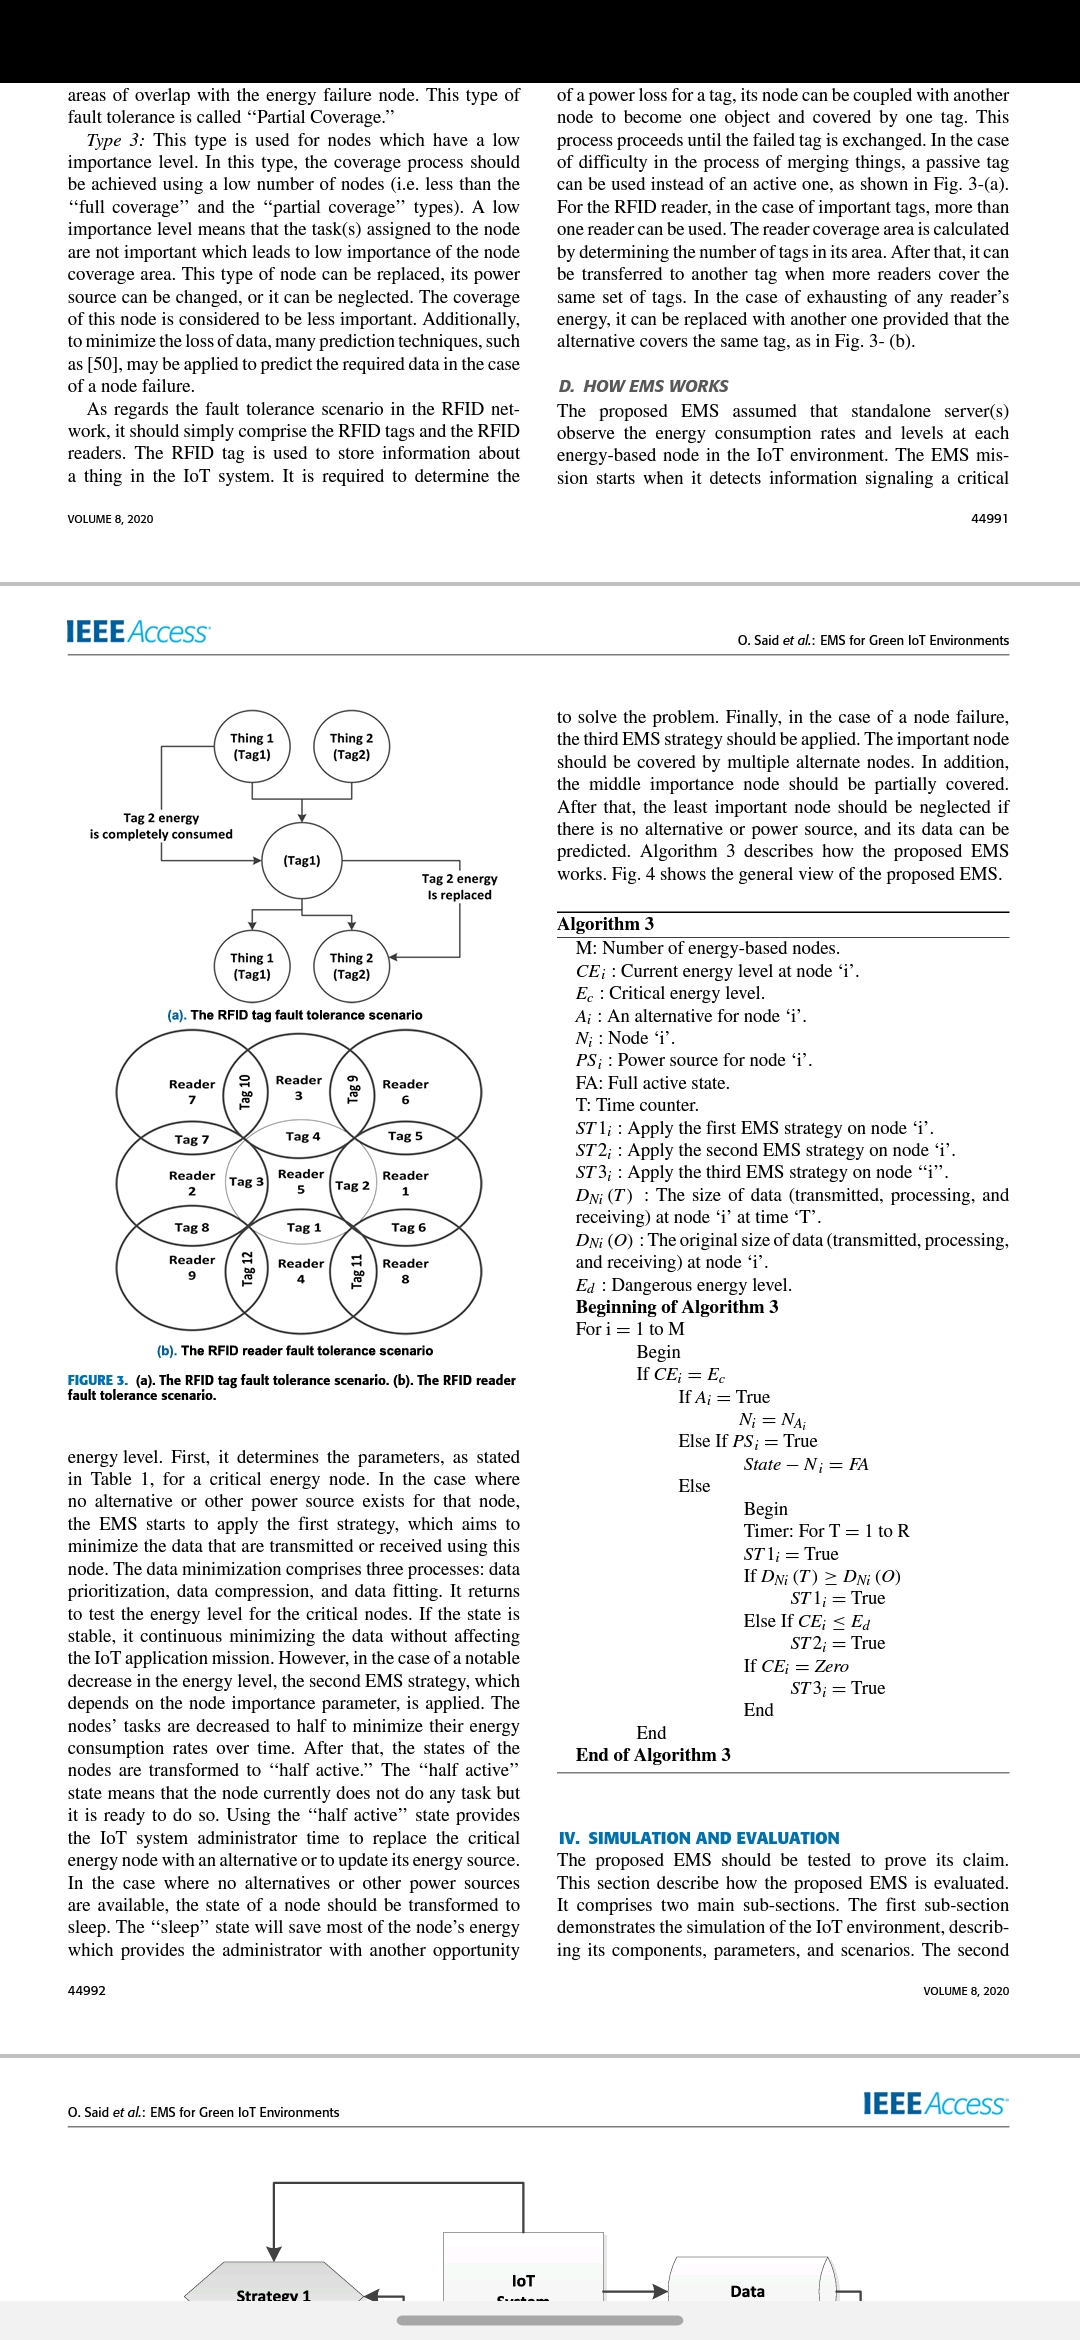 areas of overlap with the energy failure node. This type of
fault tolerance is called ‘‘Partial Coverage.’’
Type 3: This type is used for nodes which have a low
importance level. In this type, the coverage process should
be achieved using a low number of nodes (i.e. less than the
‘‘full coverage’’ and the ‘‘partial coverage’’ types). A low
importance level means that the task(s) assigned to the node
are not important which leads to low importance of the node
coverage area. This type of node can be replaced, its power
source can be changed, or it can be neglected. The coverage
of this node is considered to be less important. Additionally,
to minimize the loss of data, many prediction techniques, such
as [50], may be applied to predict the required data in the case
of a node failure.
As regards the fault tolerance scenario in the RFID net-
work, it should simply comprise the RFID tags and the RFID
readers. The RFID tag is used to store information about
a thing in the IoT system. It is required to determine the
of a power loss for a tag, its node can be coupled with another
node to become one object and covered by one tag. This
process proceeds until the failed tag is exchanged. In the case
of difficulty in the process of merging things, a passive tag
can be used instead of an active one, as shown in Fig. 3-(a).
For the RFID reader, in the case of important tags, more than
one reader can be used. The reader coverage area is calculated
by determining the number of tags in its area. After that, it can
be transferred to another tag when more readers cover the
same set of tags. In the case of exhausting of any reader’s
energy, it can be replaced with another one provided that the
alternative covers the same tag, as in Fig. 3- (b).
D. HOW EMS WORKS
The proposed EMS assumed that standalone server(s)
observe the energy consumption rates and levels at each
energy-based node in the IoT environment. The EMS mis-
sion starts when it detects information signaling a critical
VOLUME 8, 2020
44991
IEEE Access
O. Said et al.: EMS for Green IoT Environments
Thing 1
(Tag1)
Thing 2
(Tag2)
Tag 2 energy
is completely consumed
(Tag1)
Tag 2 energy
Is replaced
Thing 1
(Tag1)
Thing 2
(Tag2)
(a). The RFID tag fault tolerance scenario
Reader
7
Tag 10
Reader
3
Tag 9
Reader
6
Tag 7
Tag 4
Tag 5
Reader
2
Tag 3
Reader
5
Tag 2
Reader
1
Tag 8
Tag 1
Tag 6
Reader
9
Tag 12
Reader
4
Tag 11
Reader
8
(b). The RFID reader fault tolerance scenario
FIGURE 3. (a). The RFID tag fault tolerance scenario. (b). The RFID reader
fault tolerance scenario.
energy level. First, it determines the parameters, as stated
in Table 1, for a critical energy node. In the case where
no alternative or other power source exists for that node,
the EMS starts to apply the first strategy, which aims to
minimize the data that are transmitted or received using this
node. The data minimization comprises three processes: data
prioritization, data compression, and data fitting. It returns
to test the energy level for the critical nodes. If the state is
stable, it continuous minimizing the data without affecting
the IoT application mission. However, in the case of a notable
decrease in the energy level, the second EMS strategy, which
depends on the node importance parameter, is applied. The
nodes’ tasks are decreased to half to minimize their energy
consumption rates over time. After that, the states of the
nodes are transformed to ‘‘half active.’’ The ‘‘half active’’
state means that the node currently does not do any task but
it is ready to do so. Using the ‘‘half active’’ state provides
the IoT system administrator time to replace the critical
energy node with an alternative or to update its energy source.
In the case where no alternatives or other power sources
are available, the state of a node should be transformed to
sleep. The ‘‘sleep’’ state will save most of the node’s energy
which provides the administrator with another opportunity
to solve the problem. Finally, in the case of a node failure,
the third EMS strategy should be applied. The important node
should be covered by multiple alternate nodes. In addition,
the middle importance node should be partially covered.
After that, the least important node should be neglected if
there is no alternative or power source, and its data can be
predicted. Algorithm 3 describes how the proposed EMS
works. Fig. 4 shows the general view of the proposed EMS.
Algorithm 3
M: Number of energy-based nodes.
CEi : Current energy level at node ‘i’.
Ec : Critical energy level.
Ai : An alternative for node ‘i’.
Ni : Node ‘i’.
PSi : Power source for node ‘i’.
FA: Full active state.
T: Time counter.
ST1i : Apply the first EMS strategy on node ‘i’.
ST2i : Apply the second EMS strategy on node ‘i’.
ST3i : Apply the third EMS strategy on node ‘‘i’’.
DNi (T) : The size of data (transmitted, processing, and
receiving) at node ‘i’ at time ‘T’.
DNi (O) : The original size of data (transmitted, processing,
and receiving) at node ‘i’.
Ed : Dangerous energy level.
Beginning of Algorithm 3
For i = 1 to M
Begin
If CEi = Ec
If Ai = True
Ni = NAi
Else If PSi = True
State − Ni = FA
Else
Begin
Timer: For T = 1 to R
ST1i = True
If DNi (T) ≥ DNi (O)
ST1i = True
Else If CEi ≤ Ed
ST2i = True
If CEi = Zero
ST3i = True
End
End
End of Algorithm 3
IV. SIMULATION AND EVALUATION
The proposed EMS should be tested to prove its claim.
This section describe how the proposed EMS is evaluated.
It comprises two main sub-sections. The first sub-section
demonstrates the simulation of the IoT environment, describ-
ing its components, parameters, and scenarios. The second
44992
VOLUME 8, 2020
O. Said et al.: EMS for Green IoT Environments
IEEE Access
Strategy 1
IoT
System
Data